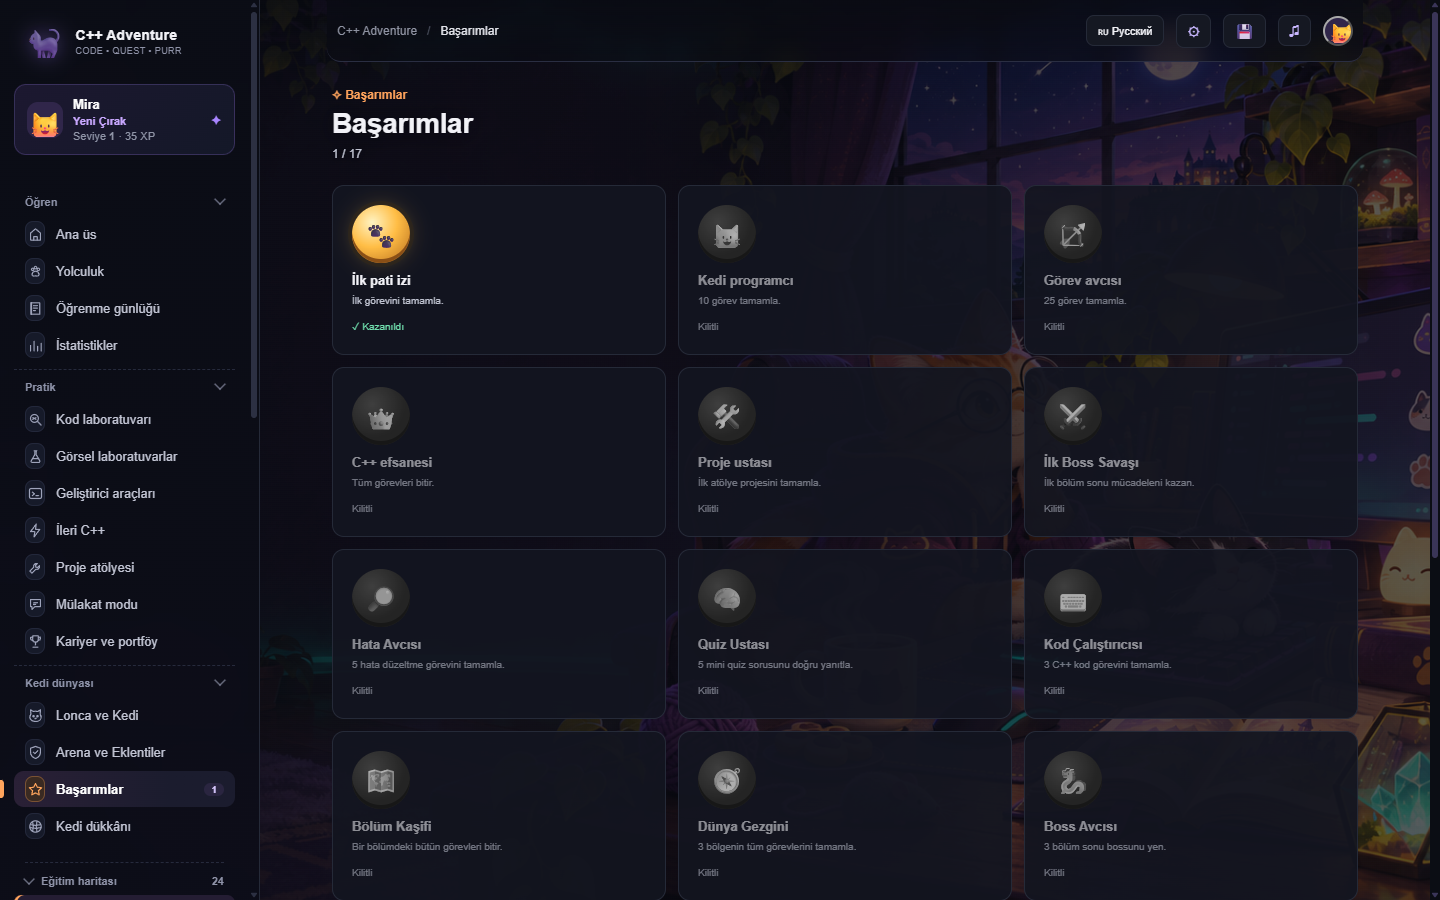 C++ Adventure
CODE • QUEST • PURR
Mira
Yeni Çırak
Seviye 1 · 35 XP
Öğren
Ana üs
Yolculuk
Öğrenme günlüğü
İstatistikler
Pratik
Kod laboratuvarı
Görsel laboratuvarlar
Geliştirici araçları
İleri C++
Proje atölyesi
Mülakat modu
Kariyer ve portföy
Kedi dünyası
Lonca ve Kedi
Arena ve Eklentiler
Başarımlar 1
Kedi dükkânı
Eğitim haritası 24
C++ Adventure / Başarımlar
RU Русский
✧ Başarımlar
Başarımlar
1 / 17
İlk pati izi
İlk görevini tamamla.
✓ Kazanıldı
Kedi programcı
10 görev tamamla.
Kilitli
Görev avcısı
25 görev tamamla.
Kilitli
C++ efsanesi
Tüm görevleri bitir.
Kilitli
Proje ustası
İlk atölye projesini tamamla.
Kilitli
İlk Boss Savaşı
İlk bölüm sonu mücadeleni kazan.
Kilitli
Hata Avcısı
5 hata düzeltme görevini tamamla.
Kilitli
Quiz Ustası
5 mini quiz sorusunu doğru yanıtla.
Kilitli
Kod Çalıştırıcısı
3 C++ kod görevini tamamla.
Kilitli
Bölüm Kaşifi
Bir bölümdeki bütün görevleri bitir.
Kilitli
Dünya Gezgini
3 bölgenin tüm görevlerini tamamla.
Kilitli
Boss Avcısı
3 bölüm sonu bossunu yen.
Kilitli